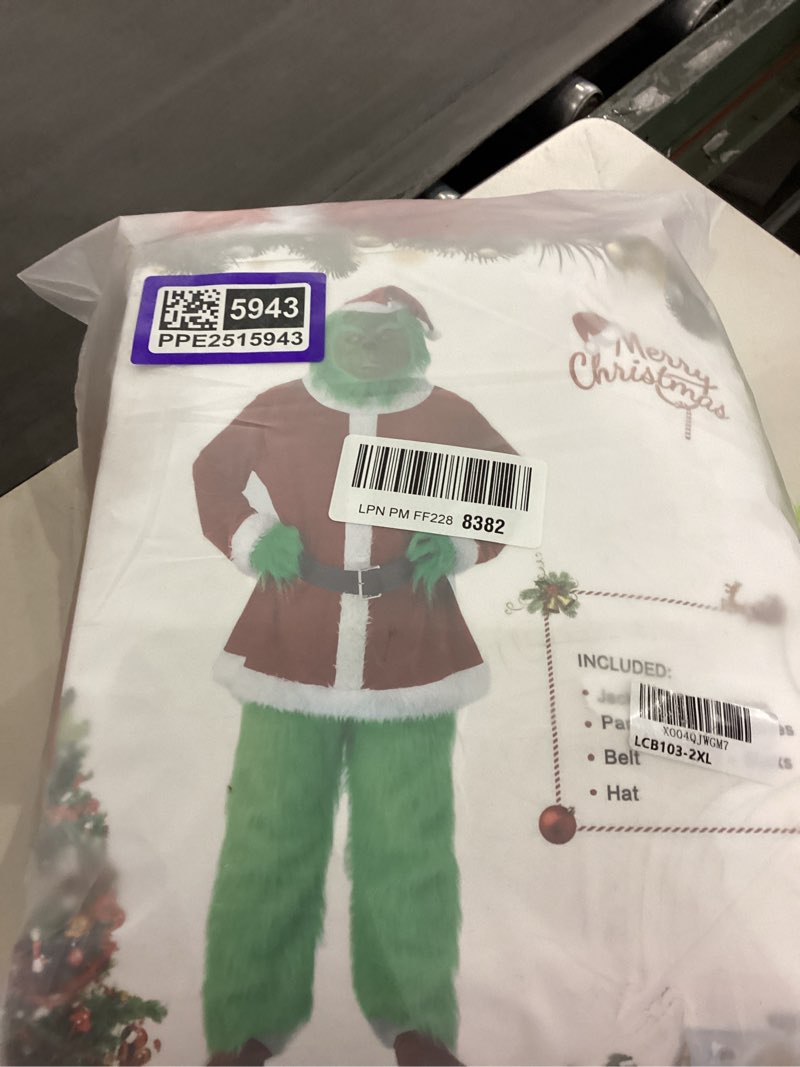 5943
PPE2515943
Merry
Christmas
LPN PM FF228 8382
INCLUDED:
X004QJWGM7
LCB103-2XL
• Belt
• Hat